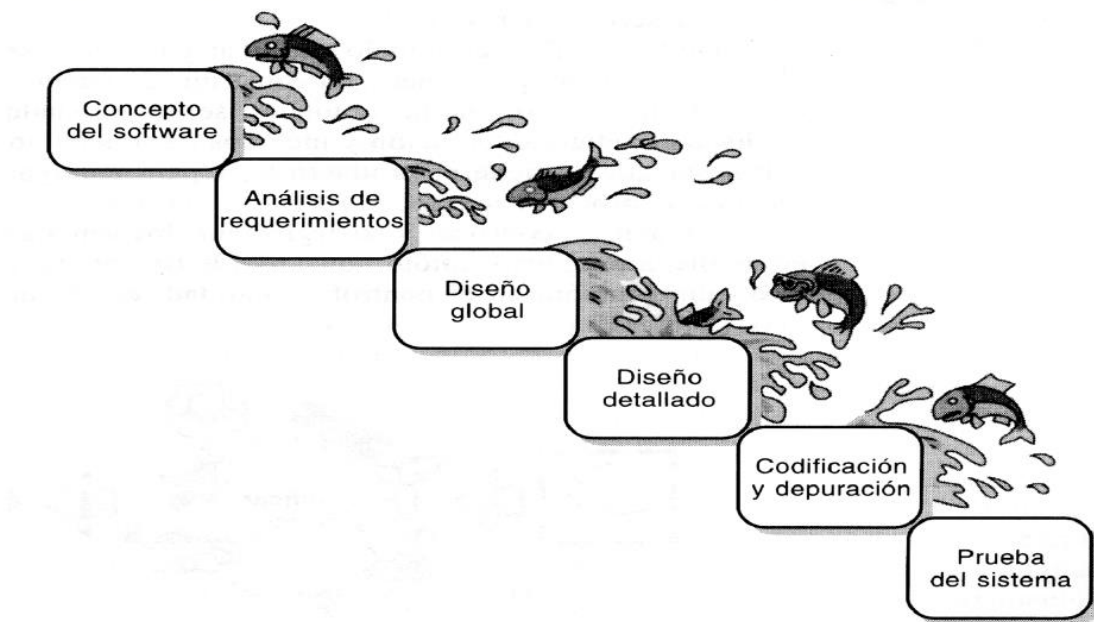 Concepto
del software
Análisis de
requerimientos
Diseño
global
Diseño
detallado
Codificación
y depuración
Prueba
del sistema